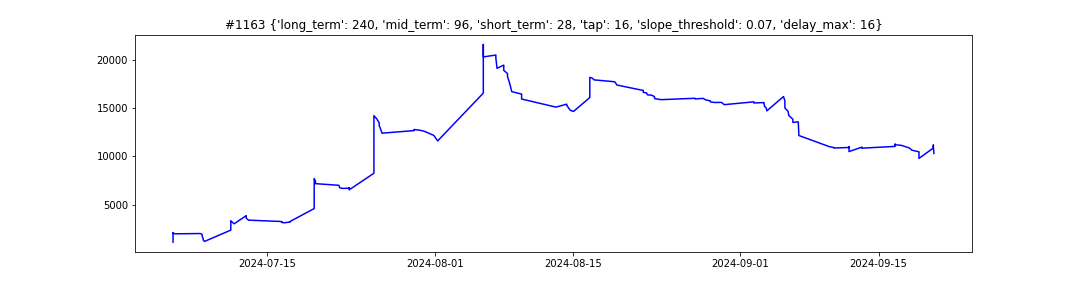 #1163 {'long_term': 240, 'mid_term': 96, 'short_term': 28, 'tap': 16, 'slope_threshold': 0.07, 'delay_max': 16}
20000
15000
10000
5000
2024-07-15 2024-08-01 2024-08-15 2024-09-01 2024-09-15